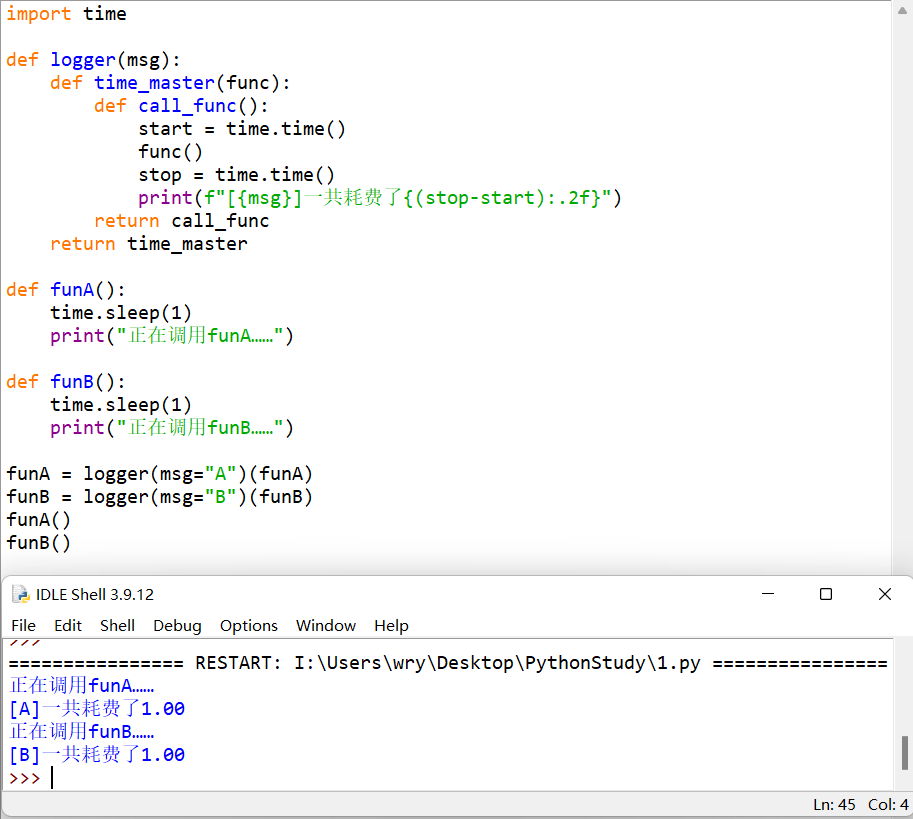 import time
def logger(msg):
    def time_master(func):
        def call_func():
            start = time.time()
            func()
            stop = time.time()
            print(f"[{msg}]一共耗费了{(stop-start):.2f}")
        return call_func
    return time_master
def funA():
    time.sleep(1)
    print("正在调用funA……")
def funB():
    time.sleep(1)
    print("正在调用funB……")
funA = logger(msg="A")(funA)
funB = logger(msg="B")(funB)
funA()
funB()
IDLE Shell 3.9.12
File Edit Shell Debug Options Window Help
>>>
================ RESTART: I:\Users\wry\Desktop\PythonStudy\1.py ================
正在调用funA……
[A]一共耗费了1.00
正在调用funB……
[B]一共耗费了1.00
>>>
Ln: 45 Col: 4